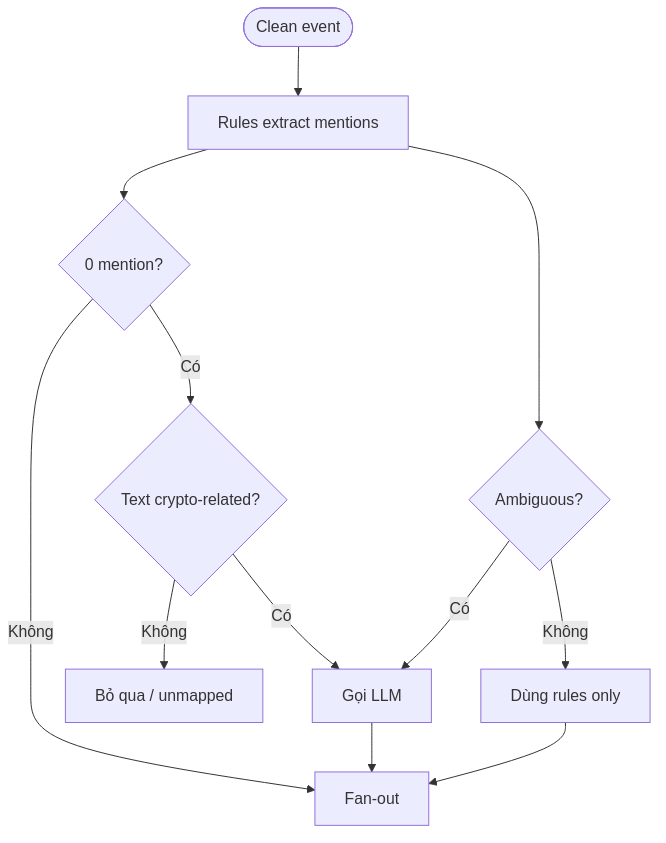 Clean event
Rules extract mentions
0 mention?
Có
Text crypto-related?
Ambiguous?
Có
Có
Không
Không
Không
Bỏ qua / unmapped
Gọi LLM
Dùng rules only
Fan-out